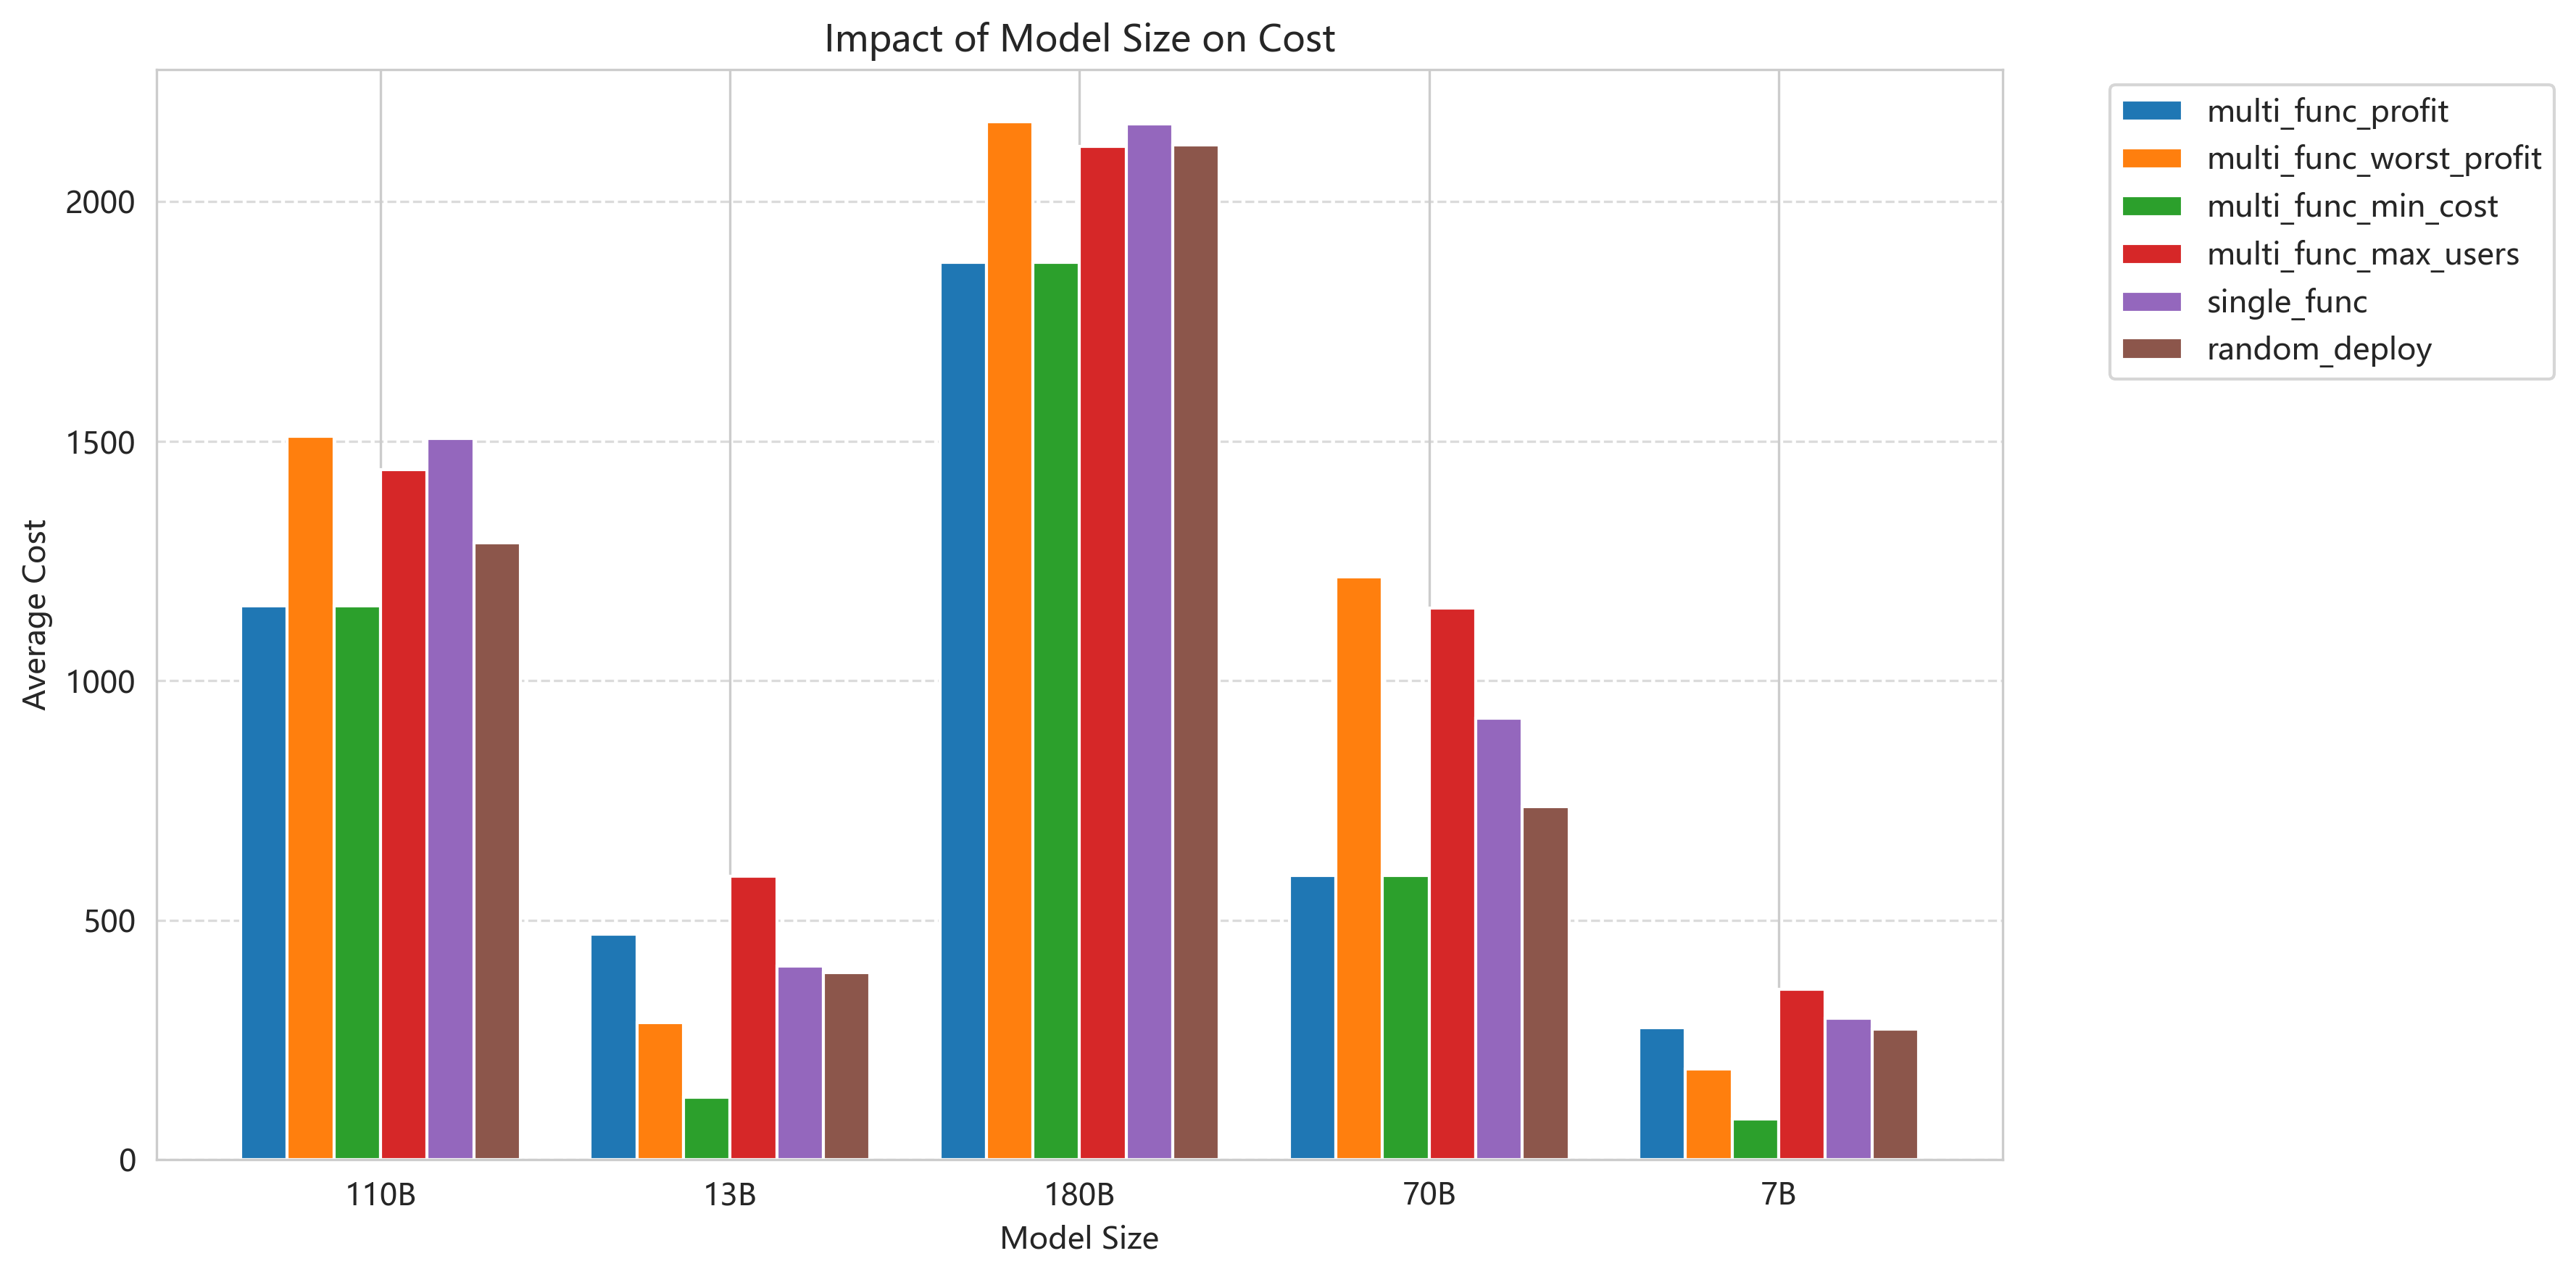 Impact of Model Size on Cost
multi_func_profit
multi_func_worst_profit
multi_func_min_cost
multi_func_max_users
single_func
random_deploy
Average Cost
2000
1500
1000
500
0
110B
13B
180B
70B
7B
Model Size